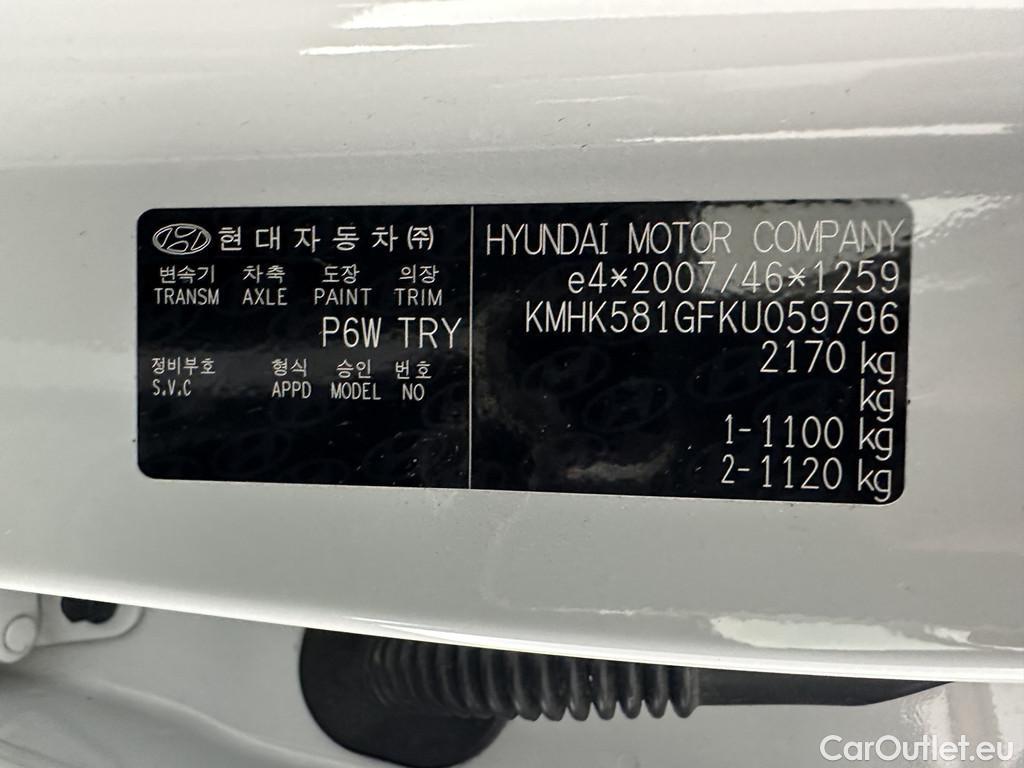 현대자동차㈜
변속기 차축 도장 의장
TRANSM AXLE PAINT TRIM
P6W TRY
정비부호 형식 승인 번호
S.V.C APPD MODEL NO
HYUNDAI MOTOR COMPANY
e4*2007/46*1259
KMHK581GFKU059796
2170 kg
kg
1-1100 kg
2-1120 kg
CarOutlet.eu